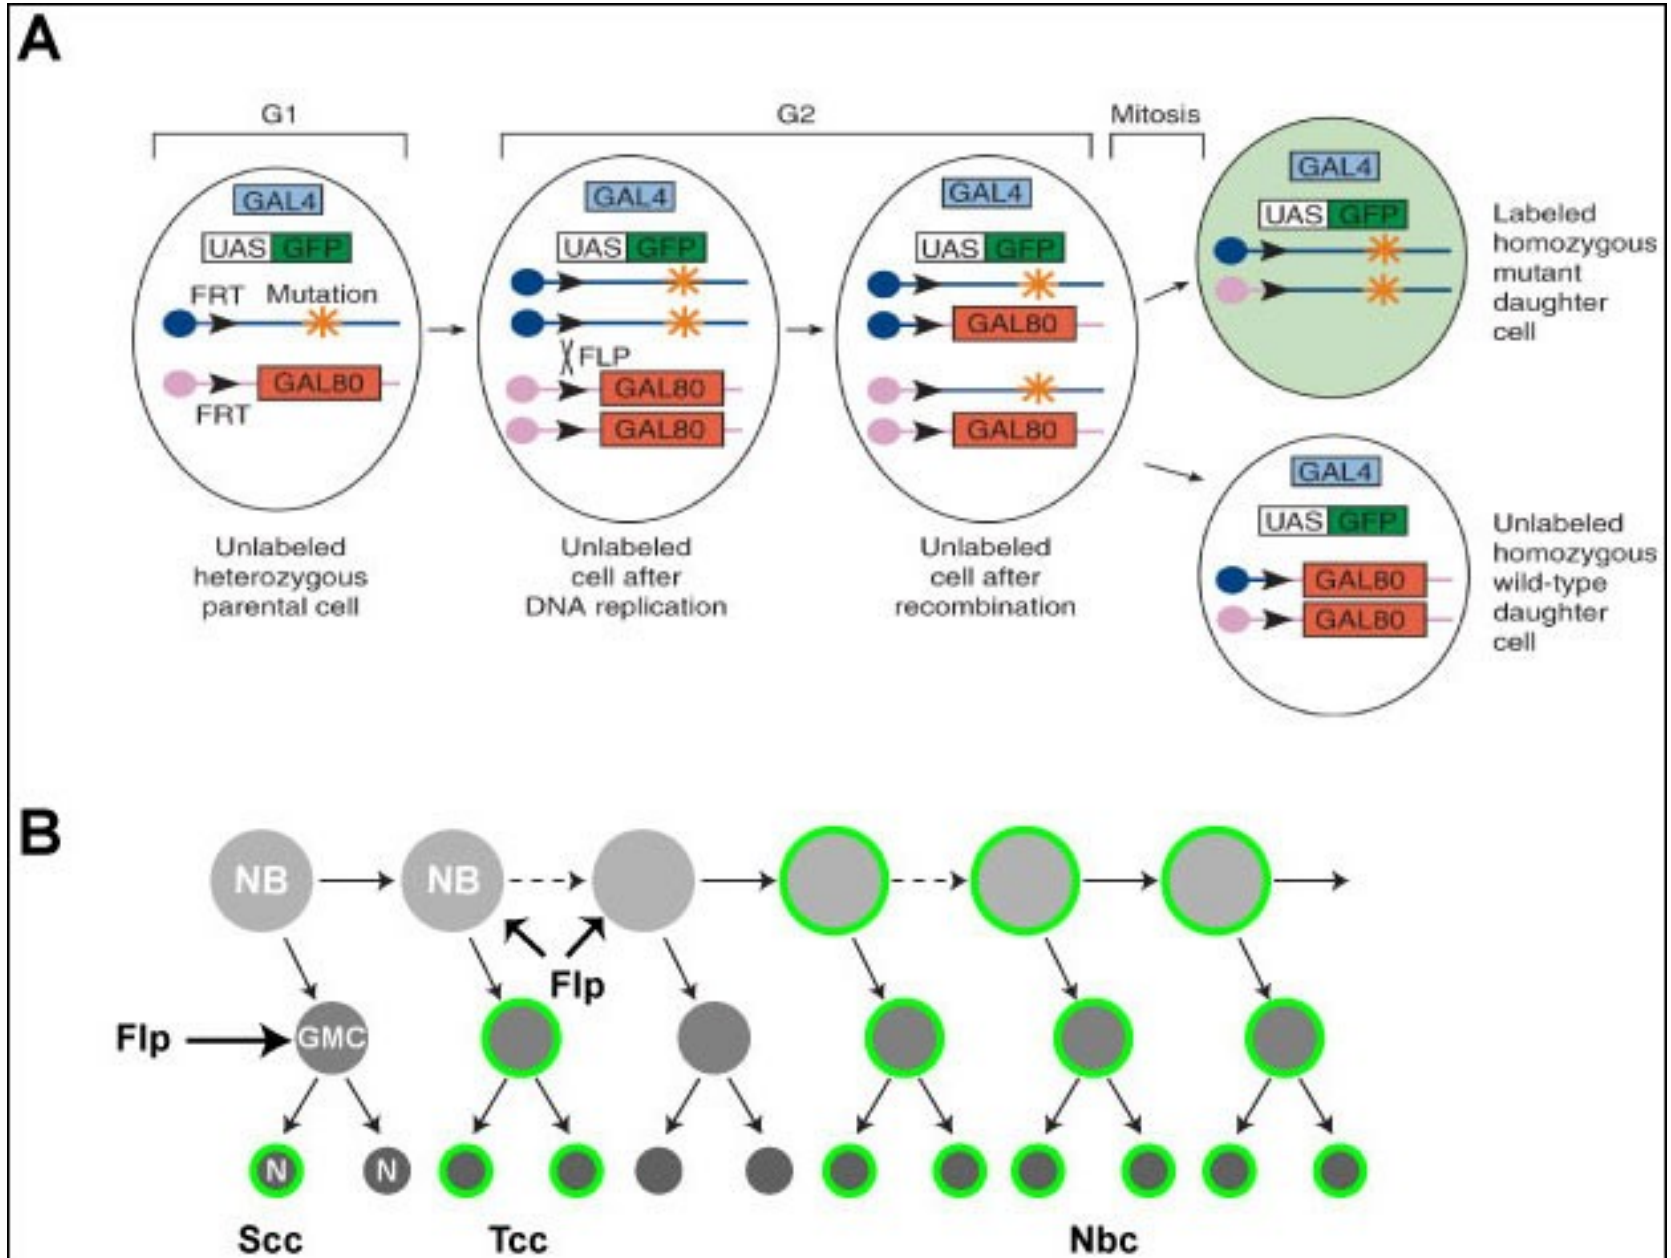 A
G1
G2
Mitosis
GAL4
UAS GFP
FRT Mutation
GAL80
FRT
Unlabeled
heterozygous
parental cell
GAL4
UAS GFP
FLP
GAL80
GAL80
Unlabeled
cell after
DNA replication
GAL4
UAS GFP
GAL80
GAL80
Unlabeled
cell after
recombination
GAL4
UAS GFP
Labeled
homozygous
mutant
daughter
cell
GAL4
UAS GFP
GAL80
GAL80
Unlabeled
homozygous
wild-type
daughter
cell
B
NB
NB
Flp
Flp
GMC
N
N
Scc
Tcc
Nbc